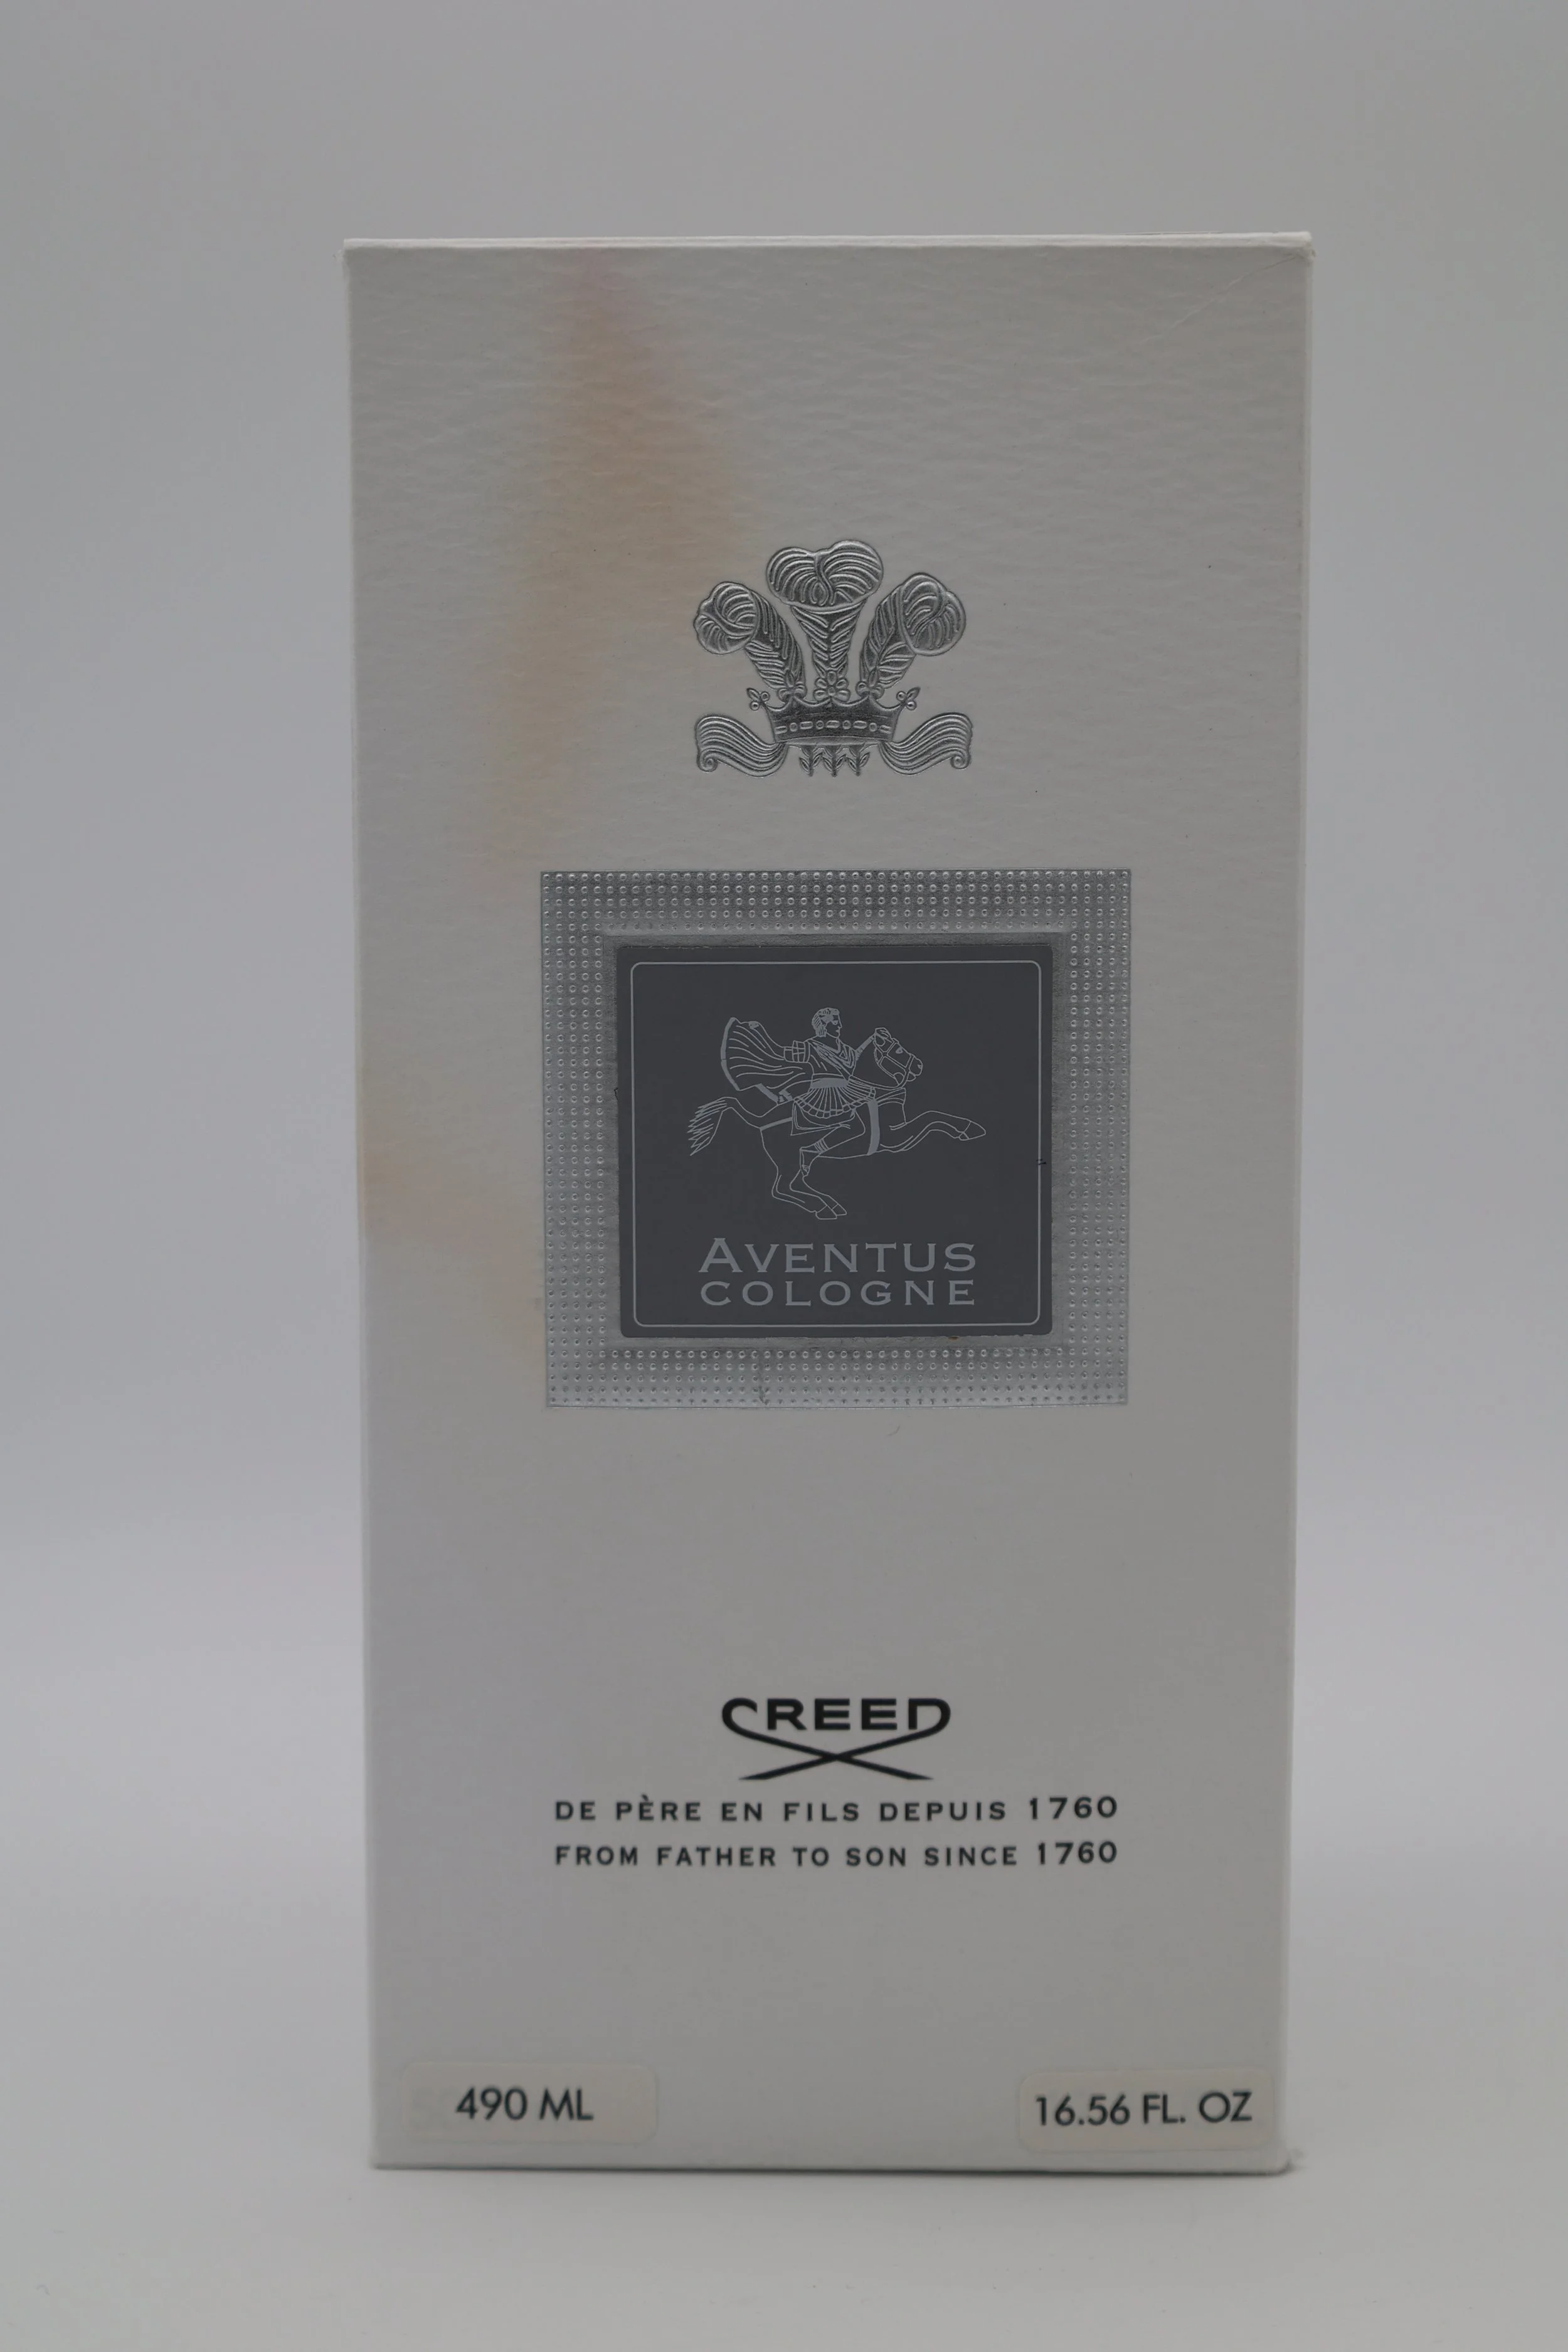 AVENTUS
COLOGNE
CREED
DE PÈRE EN FILS DEPUIS 1760
FROM FATHER TO SON SINCE 1760
490 ML
16.56 FL. OZ